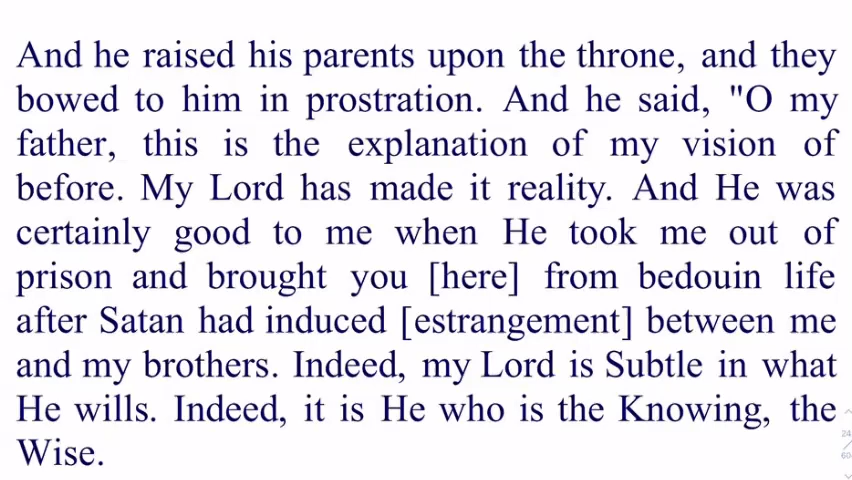 And he raised his parents upon the throne, and they
bowed to him in prostration. And he said, "O my
father, this is the explanation of my vision of
before. My Lord has made it reality. And He was
certainly good to me when He took me out of
prison and brought you [here] from bedouin life
after Satan had induced [estrangement] between me
and my brothers. Indeed, my Lord is Subtle in what
He wills. Indeed, it is He who is the Knowing, the
Wise.